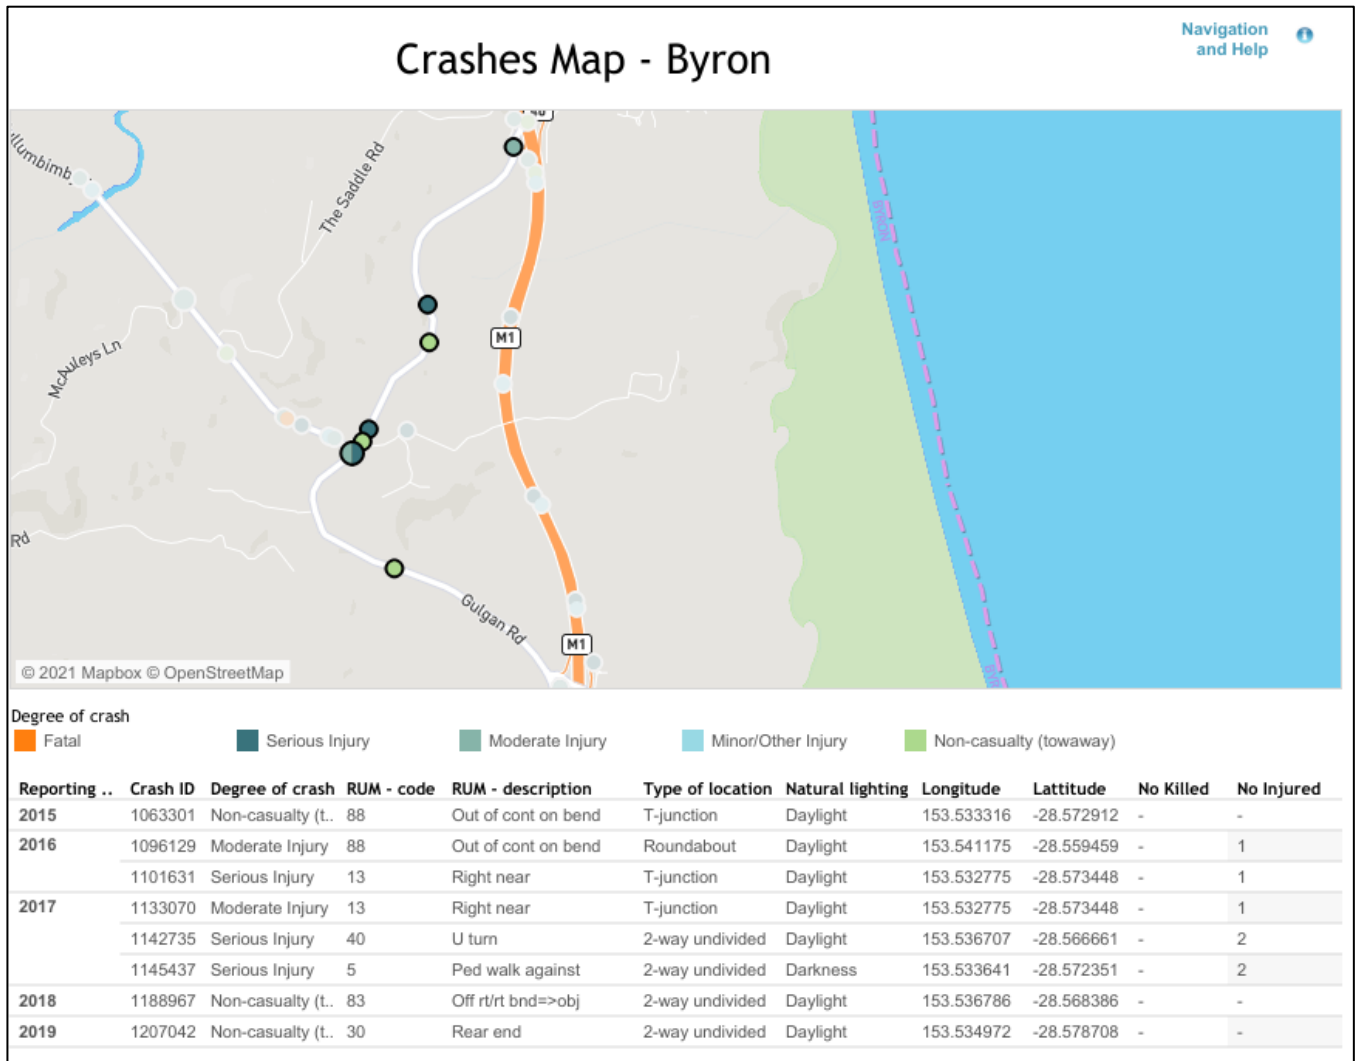 Navigation
and Help
Crashes Map - Byron
The Saddle Rd
McAuleys Ln
BYRON
M1
Rd
Gulgan Rd
M1
© 2021 Mapbox © OpenStreetMap
Degree of crash
Fatal Serious Injury Moderate Injury Minor/Other Injury Non-casualty (towaway)
Reporting .. Crash ID Degree of crash RUM - code RUM - description Type of location Natural lighting Longitude Lattitude No Killed No Injured
2015 1063301 Non-casualty (t.. 88 Out of cont on bend T-junction Daylight 153.533316 -28.572912 - -
2016 1096129 Moderate Injury 88 Out of cont on bend Roundabout Daylight 153.541175 -28.559459 - 1
1101631 Serious Injury 13 Right near T-junction Daylight 153.532775 -28.573448 - 1
2017 1133070 Moderate Injury 13 Right near T-junction Daylight 153.532775 -28.573448 - 1
1142735 Serious Injury 40 U turn 2-way undivided Daylight 153.536707 -28.566661 - 2
1145437 Serious Injury 5 Ped walk against 2-way undivided Darkness 153.533641 -28.572351 - 2
2018 1188967 Non-casualty (t.. 83 Off rt/rt bnd=>obj 2-way undivided Daylight 153.536786 -28.568386 - -
2019 1207042 Non-casualty (t.. 30 Rear end 2-way undivided Daylight 153.534972 -28.578708 - -